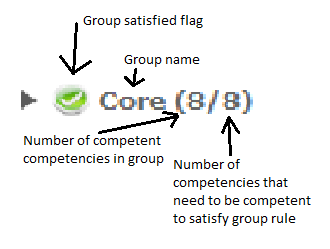 Group satisfied flag
Group name
Core (8/8)
Number of competent
competencies in group
Number of
competencies that
need to be competent
to satisfy group rule